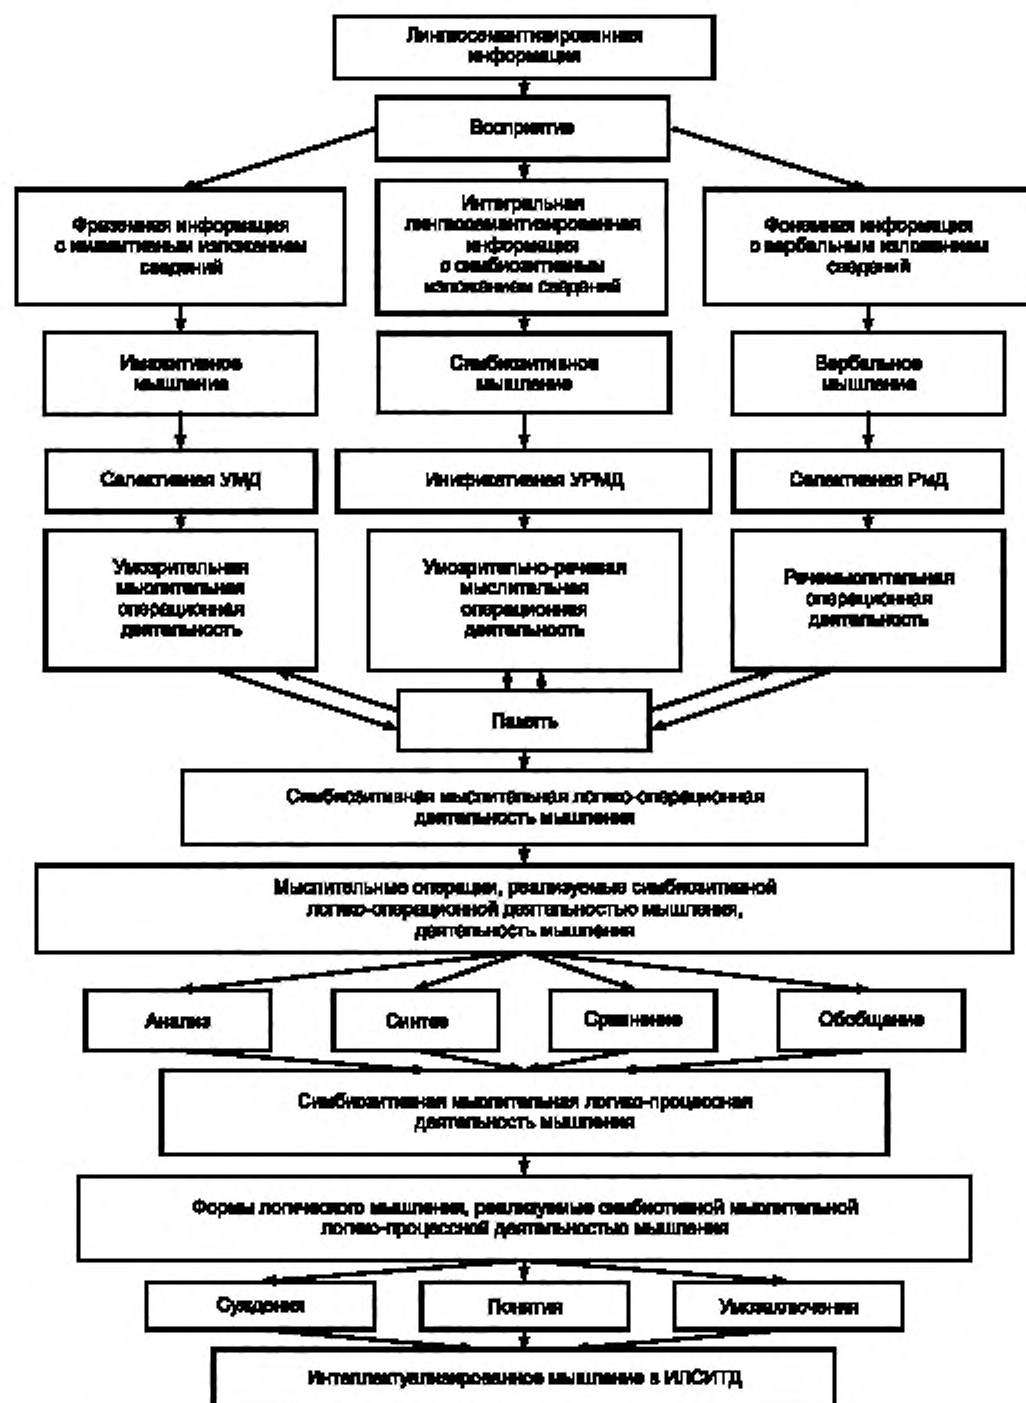 Лингвосемантизированная
информация
Восприятие
Фреземная информация
с имажитивным изложением
сведений
Интегральная
лингвосемантизированная
информация
с симбиозитивным
изложением сведений
Фонемная информация
с вербальным изложением
сведений
Имажитивное
мышление
Симбиозитивное
мышление
Вербальное
мышление
Селективная УМД
Инификативная УРМД
Селективная РмД
Умозрительная
мыслительная
операционная
деятельность
Умозрительно-речевая
мыслительная
операционная
деятельность
Речемыслительная
операционная
деятельность
Память
Симбиозитивная мыслительная логико-операционная
деятельность мышления
Мыслительные операции, реализуемые симбиозитивной
логико-операционной деятельностью мышления,
деятельность мышления
Анализ
Синтез
Сравнение
Обобщение
Симбиозитивная мыслительная логико-процессная
деятельность мышления
Формы логического мышления, реализуемые симбиотивной мыслительной
логико-процессной деятельностью мышления
Суждения
Понятия
Умозаключения
Интеллектуализированное мышление в ИЛСИТД